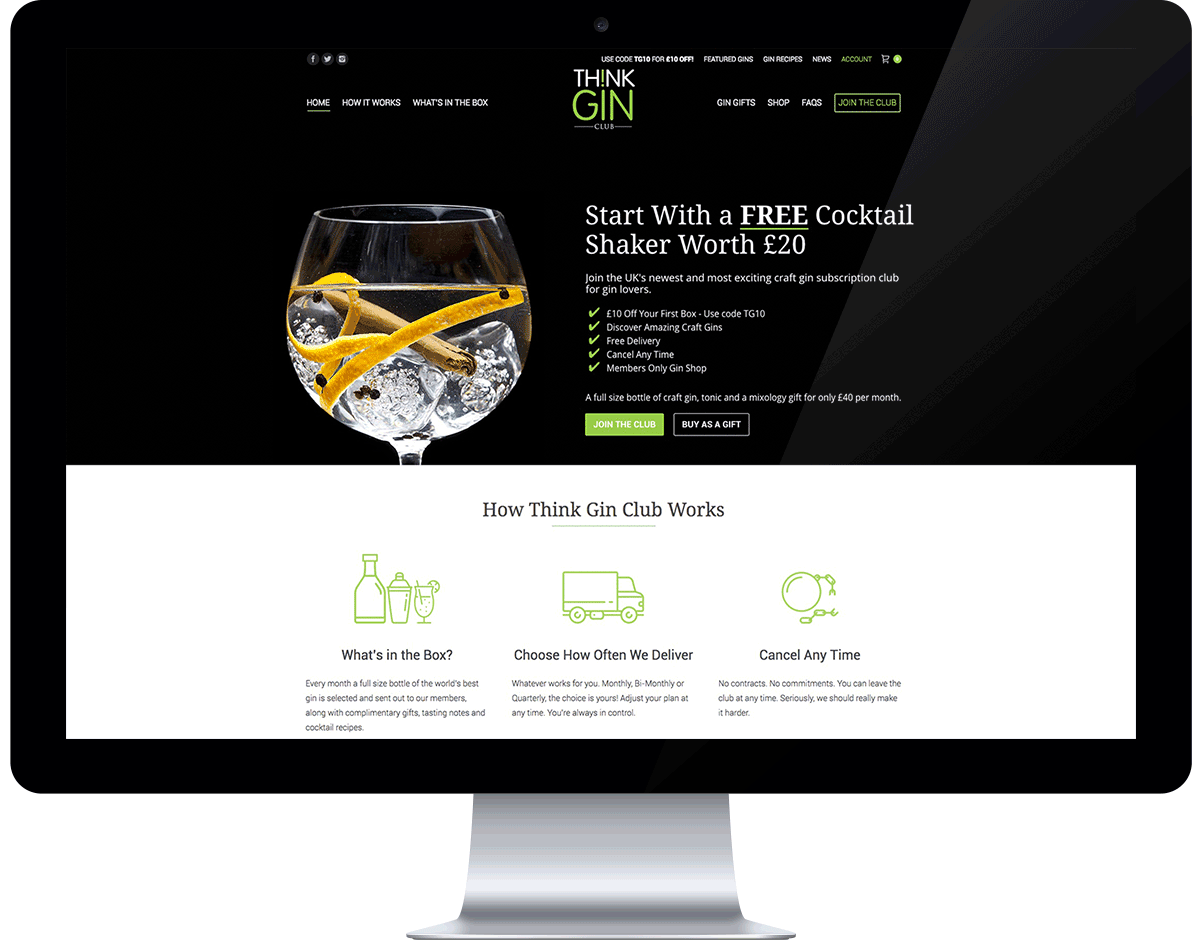 USE CODE TG10 FOR £10 OFF! FEATURED GINS GIN RECIPES NEWS ACCOUNT 0
TH!NK
GIN
CLUB
HOME HOW IT WORKS WHAT'S IN THE BOX
GIN GIFTS SHOP FAQS JOIN THE CLUB
Start With a FREE Cocktail
Shaker Worth £20
Join the UK's newest and most exciting craft gin subscription club
for gin lovers.
£10 Off Your First Box - Use code TG10
Discover Amazing Craft Gins
Free Delivery
Cancel Any Time
Members Only Gin Shop
A full size bottle of craft gin, tonic and a mixology gift for only £40 per month.
JOIN THE CLUB BUY AS A GIFT
How Think Gin Club Works
What's in the Box?
Every month a full size bottle of the world's best
gin is selected and sent out to our members,
along with complimentary gifts, tasting notes and
cocktail recipes.
Choose How Often We Deliver
Whatever works for you. Monthly, Bi-Monthly or
Quarterly, the choice is yours! Adjust your plan at
any time. You're always in control.
Cancel Any Time
No contracts. No commitments. You can leave the
club at any time. Seriously, we should really make
it harder.